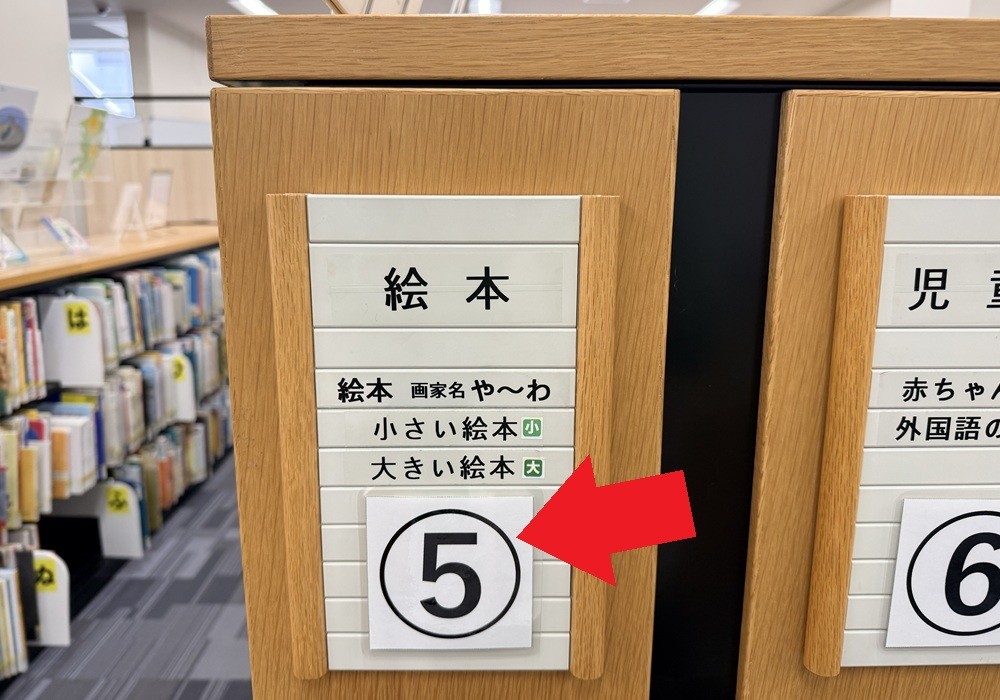 絵本
絵本 画家名 や〜わ
小さい絵本 小
大きい絵本 大
5
児
赤ちゃん
外国語の
6
は
ふ
ぬ